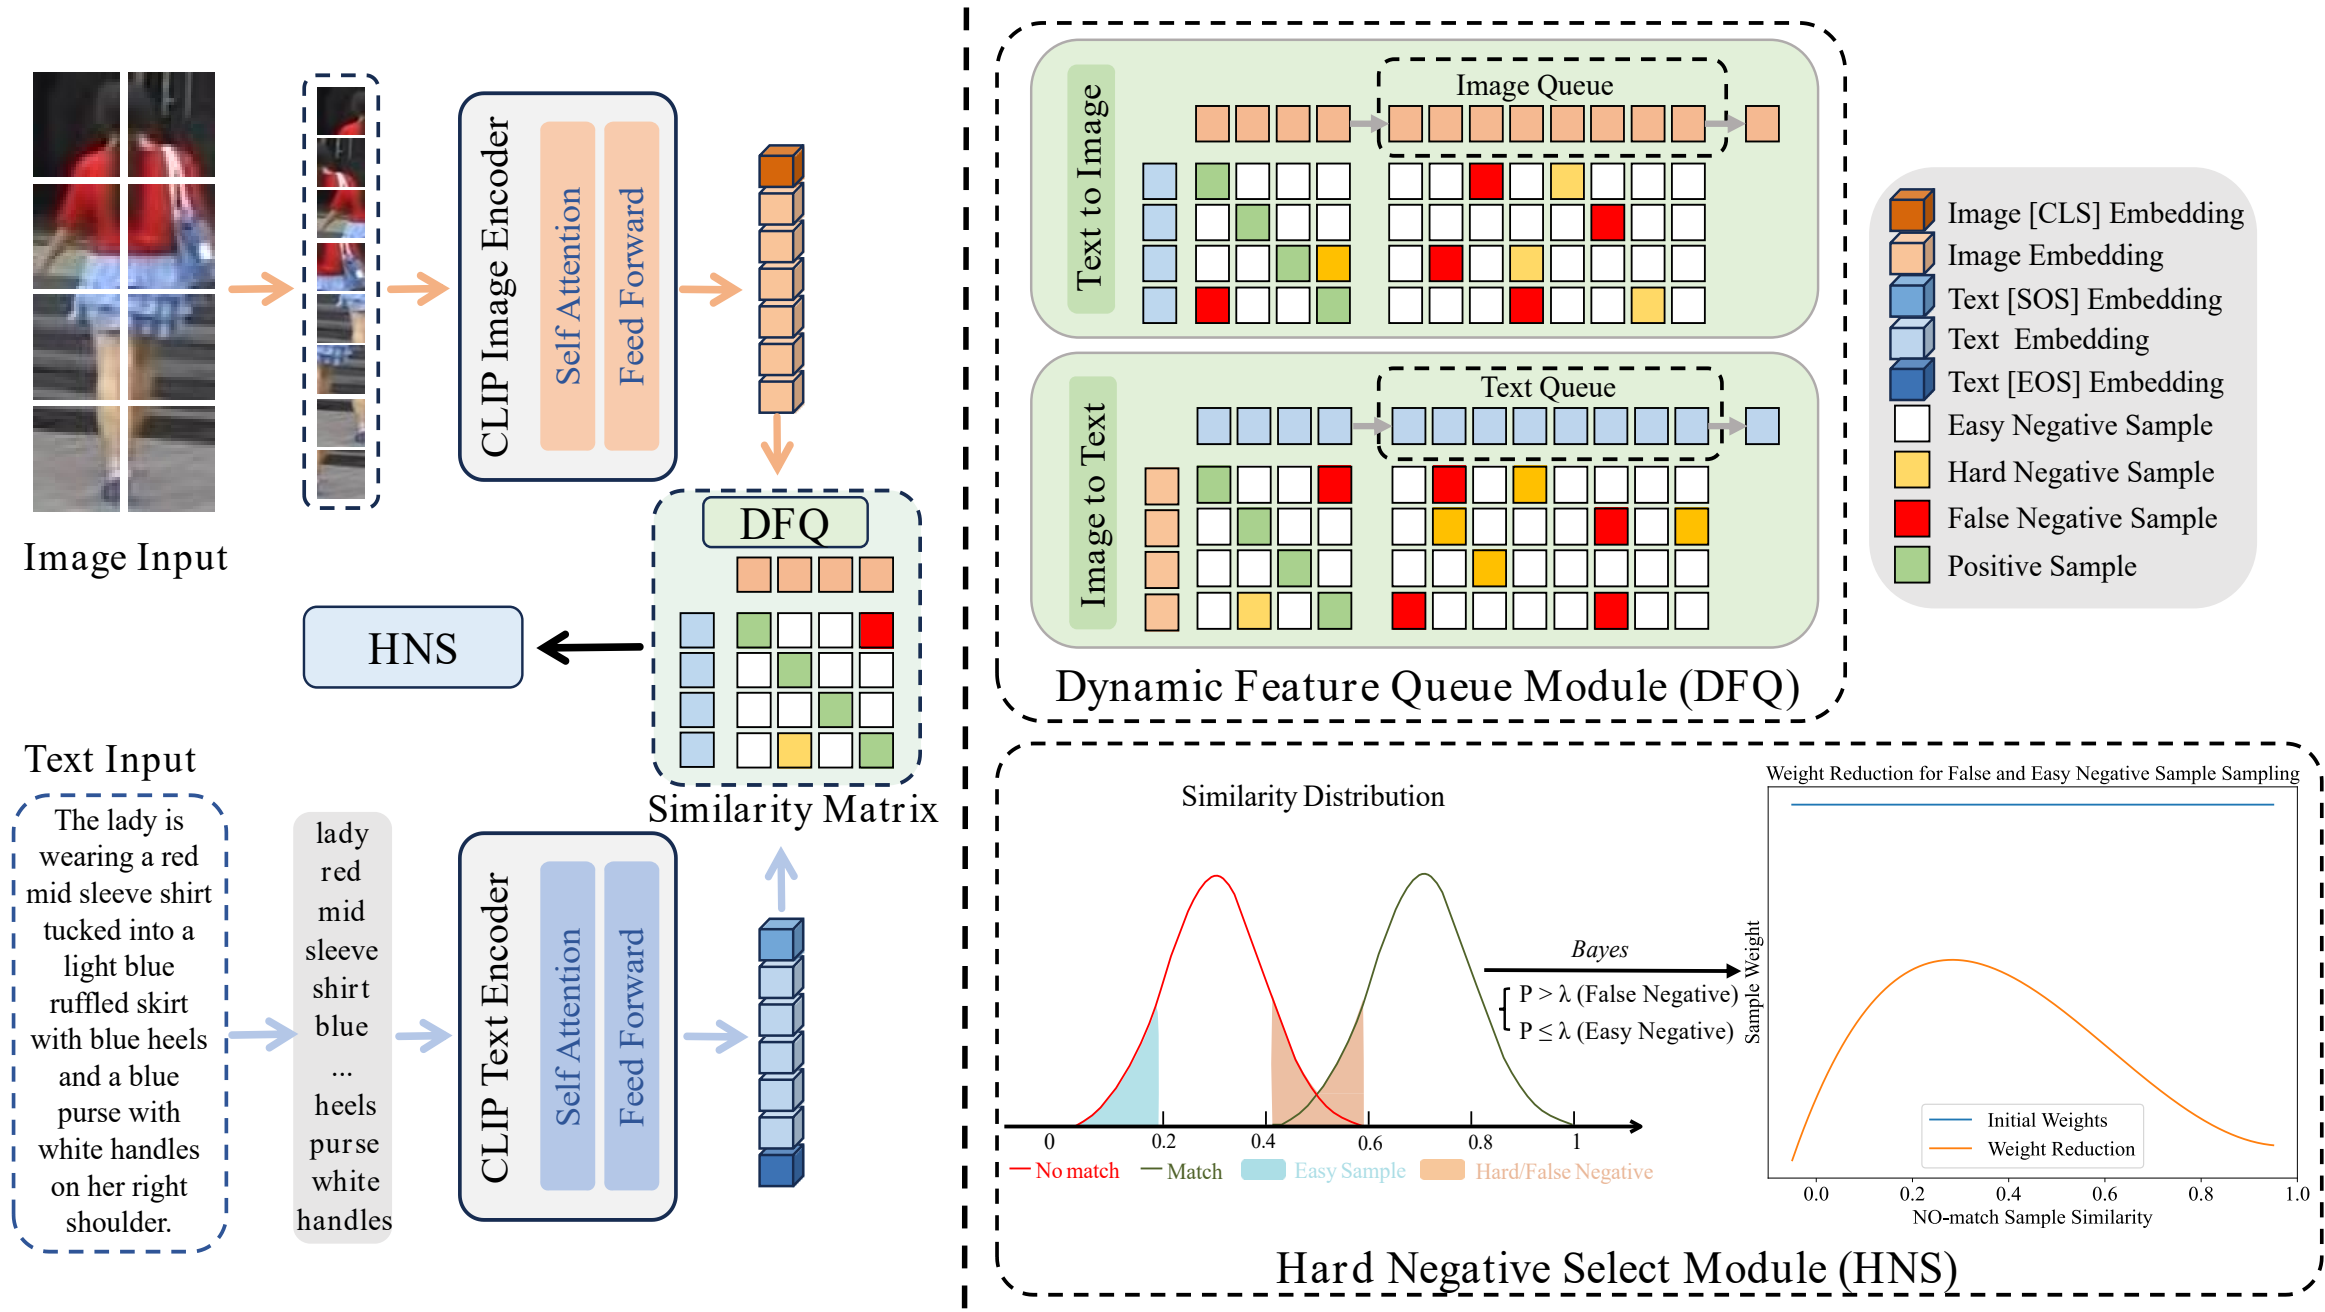 Image Input
CLIP Image Encoder
Self Attention
Feed Forward
DFQ
HNS
Similarity Matrix
Text Input
The lady is
wearing a red
mid sleeve shirt
tucked into a
light blue
ruffled skirt
with blue heels
and a blue
purse with
white handles
on her right
shoulder.
lady
red
mid
sleeve
shirt
blue
...
heels
purse
white
handles
CLIP Text Encoder
Self Attention
Feed Forward
Text to Image
Image Queue
Image to Text
Text Queue
Dynamic Feature Queue Module (DFQ)
Image [CLS] Embedding
Image Embedding
Text [SOS] Embedding
Text Embedding
Text [EOS] Embedding
Easy Negative Sample
Hard Negative Sample
False Negative Sample
Positive Sample
Similarity Distribution
0 0.2 0.4 0.6 0.8 1
No match Match Easy Sample Hard/False Negative
Bayes
P > λ (False Negative)
P ≤ λ (Easy Negative)
Weight Reduction for False and Easy Negative Sample Sampling
Sample Weight
Initial Weights
Weight Reduction
0.0 0.2 0.4 0.6 0.8 1.0
NO-match Sample Similarity
Hard Negative Select Module (HNS)